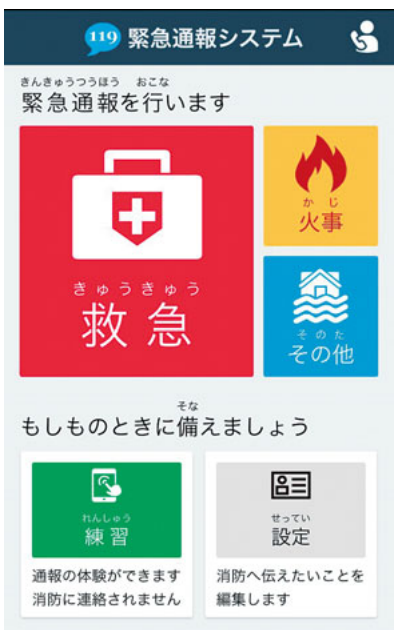 119 緊急通報システム
きんきゅうつうほう おこな
緊急通報を行います
きゅうきゅう
救急
かじ
火事
そのた
その他
そな
もしものときに備えましょう
れんしゅう
練習
通報の体験ができます
消防に連絡されません
せってい
設定
消防へ伝えたいことを
編集します